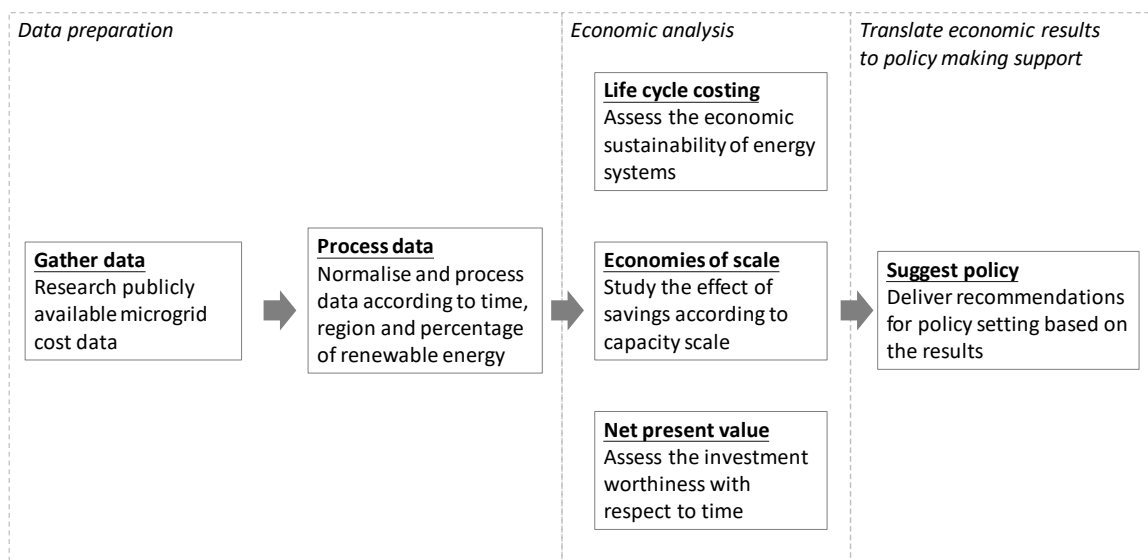 Data preparation
Gather data
Research publicly
available microgrid
cost data
Process data
Normalise and process
data according to time,
region and percentage
of renewable energy
Economic analysis
Life cycle costing
Assess the economic
sustainability of energy
systems
Economies of scale
Study the effect of
savings according to
capacity scale
Net present value
Assess the investment
worthiness with
respect to time
Translate economic results
to policy making support
Suggest policy
Deliver recommendations
for policy setting based on
the results